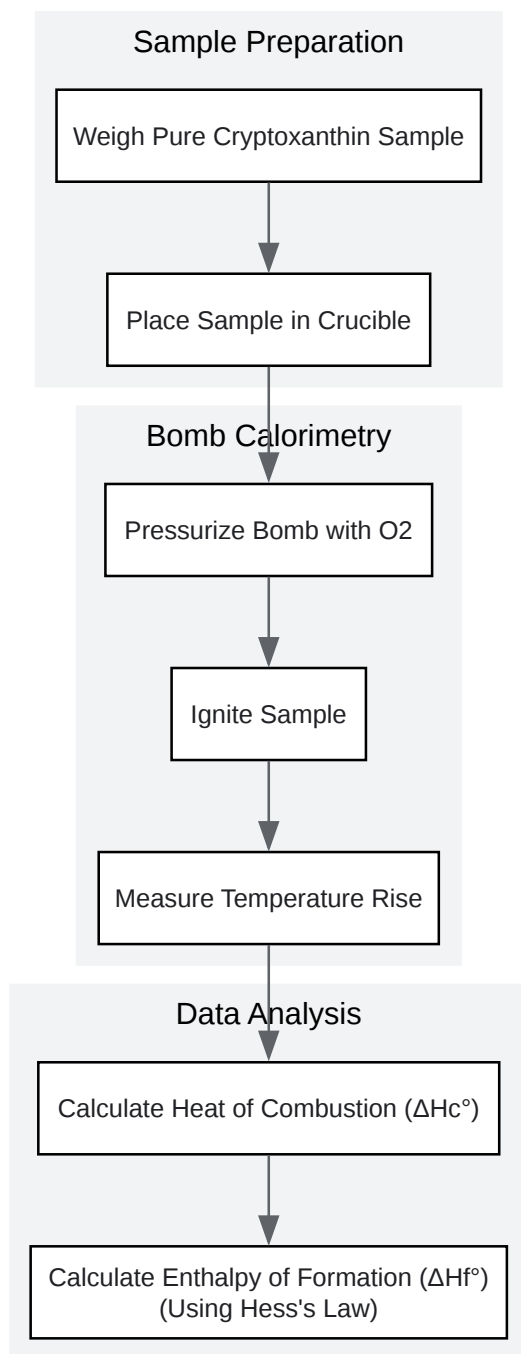 Sample Preparation
Weigh Pure Cryptoxanthin Sample
Place Sample in Crucible
Bomb Calorimetry
Pressurize Bomb with O2
Ignite Sample
Measure Temperature Rise
Data Analysis
Calculate Heat of Combustion (ΔHc°)
Calculate Enthalpy of Formation (ΔHf°)
(Using Hess's Law)